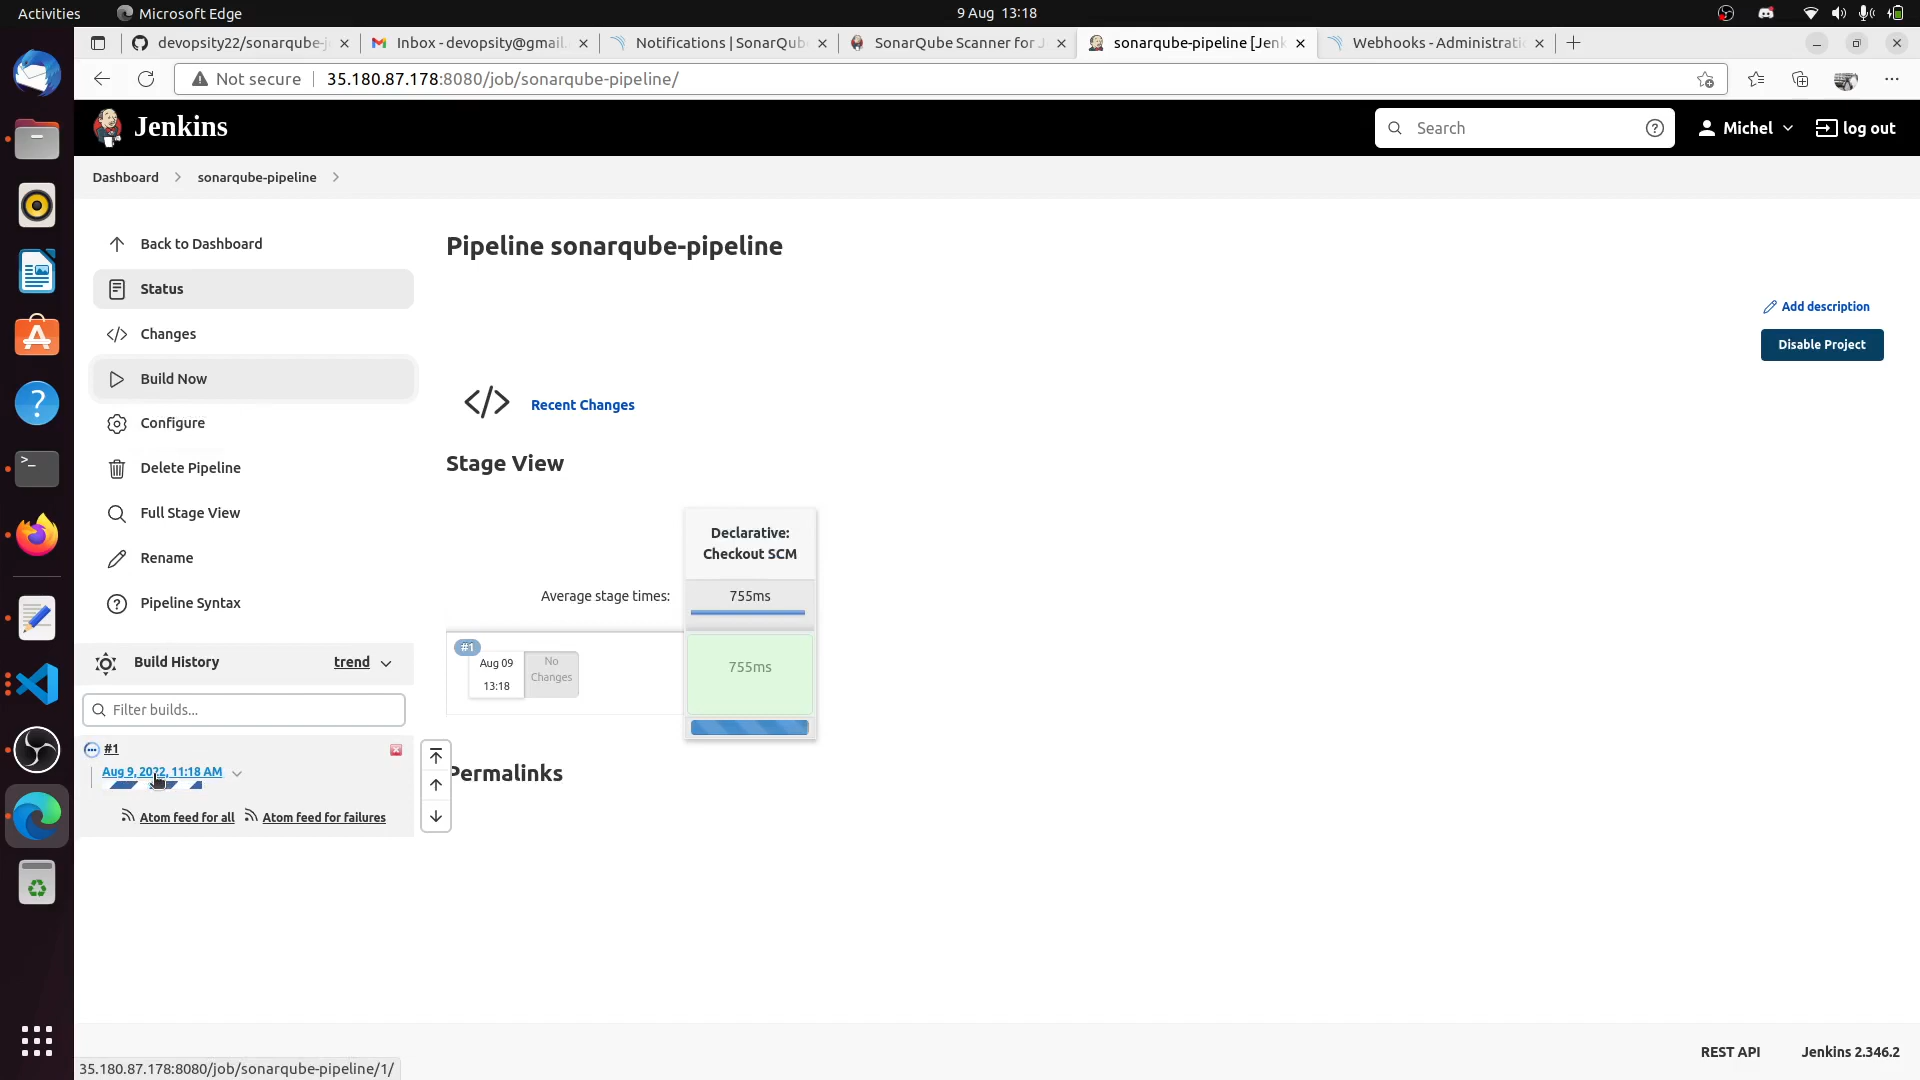 Activities
Microsoft Edge
9 Aug 13:18
devopsity22/sonarqube-j
Inbox - devopsity@gmail.
Notifications | SonarQube
SonarQube Scanner for J
sonarqube-pipeline [Jenk
Webhooks - Administratio
Not secure
35.180.87.178:8080/job/sonarqube-pipeline/
Jenkins
Search
Michel
log out
Dashboard
sonarqube-pipeline
Back to Dashboard
Status
Changes
Build Now
Configure
Delete Pipeline
Full Stage View
Rename
Pipeline Syntax
Build History
trend
Filter builds...
#1
Aug 9, 2022, 11:18 AM
Atom feed for all
Atom feed for failures
Pipeline sonarqube-pipeline
Add description
Disable Project
Recent Changes
Stage View
Declarative:
Checkout SCM
Average stage times:
755ms
#1
Aug 09
13:18
No
Changes
755ms
Permalinks
REST API
Jenkins 2.346.2
35.180.87.178:8080/job/sonarqube-pipeline/1/